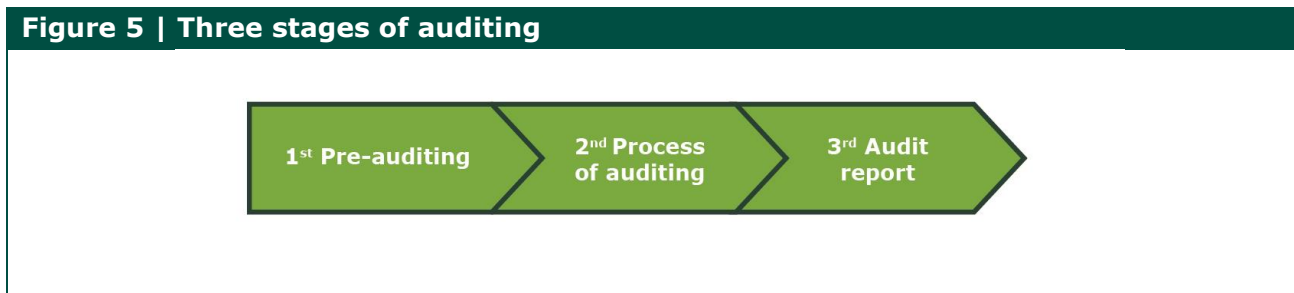 Figure 5 | Three stages of auditing
1st Pre-auditing
2nd Process
of auditing
3rd Audit
report